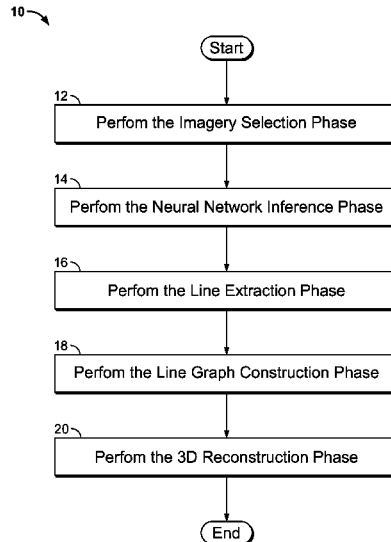 10
Start
12
Perfom the Imagery Selection Phase
14
Perfom the Neural Network Inference Phase
16
Perfom the Line Extraction Phase
18
Perfom the Line Graph Construction Phase
20
Perfom the 3D Reconstruction Phase
End